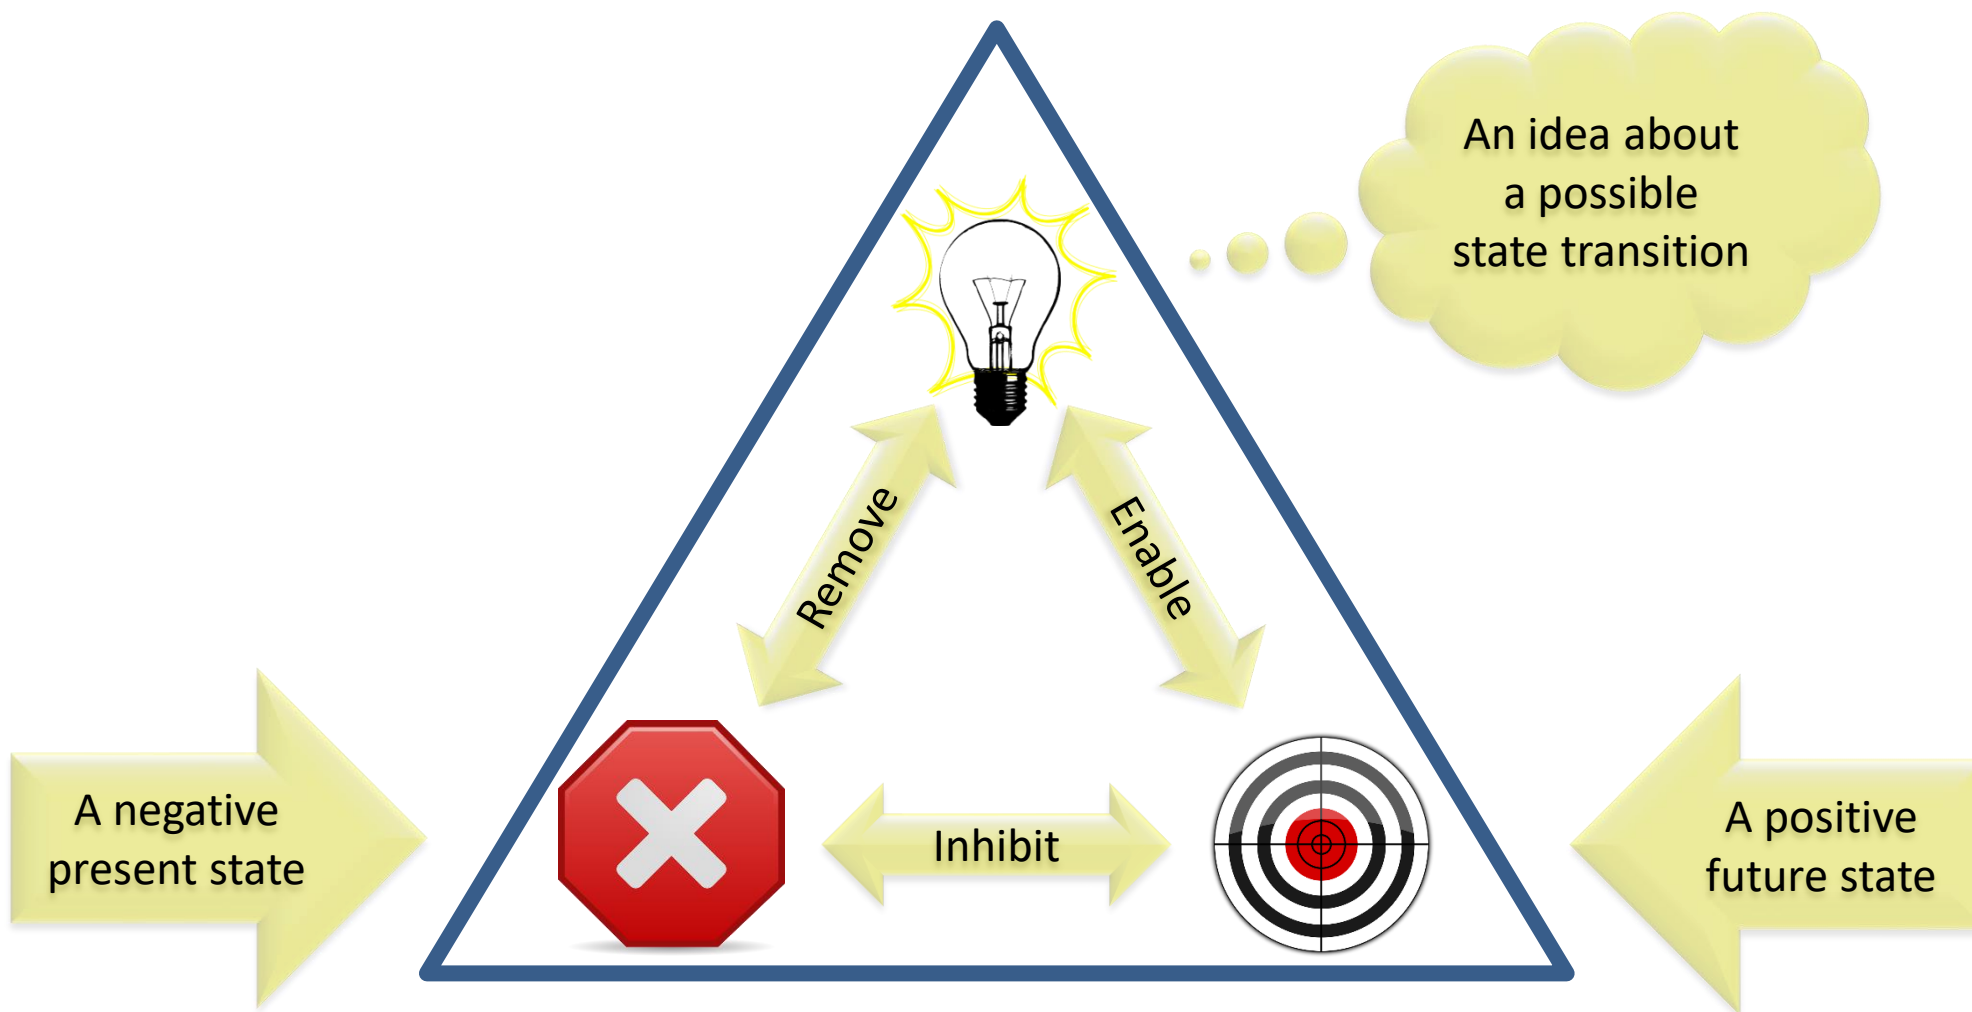 An idea about
a possible
state transition
Remove
Enable
A negative
present state
Inhibit
A positive
future state